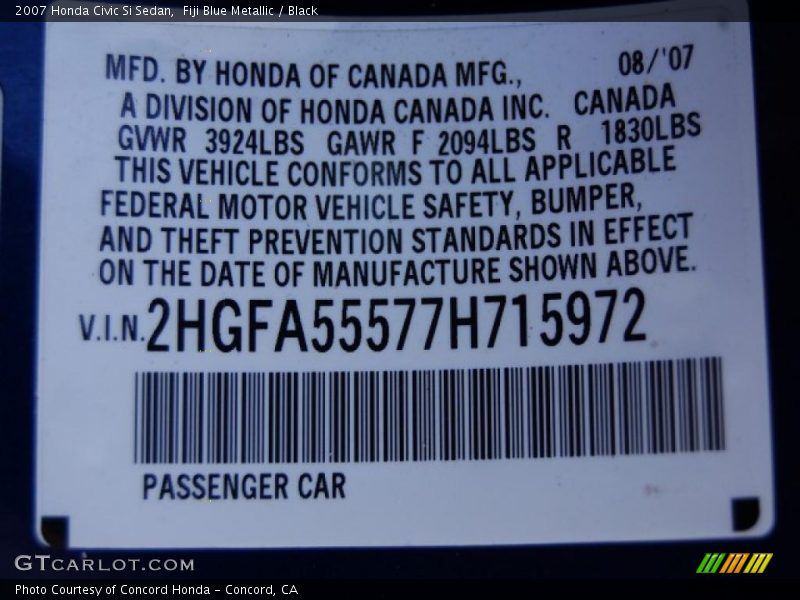 2007 Honda Civic Si Sedan,  Fiji Blue Metallic / Black
MFD. BY HONDA OF CANADA MFG., 08/'07
A DIVISION OF HONDA CANADA INC. CANADA
GVWR 3924LBS GAWR F 2094LBS R 1830LBS
THIS VEHICLE CONFORMS TO ALL APPLICABLE
FEDERAL MOTOR VEHICLE SAFETY, BUMPER,
AND THEFT PREVENTION STANDARDS IN EFFECT
ON THE DATE OF MANUFACTURE SHOWN ABOVE.
V.I.N. 2HGFA55577H715972
PASSENGER CAR
GTCARLOT.COM
Photo Courtesy of Concord Honda - Concord, CA